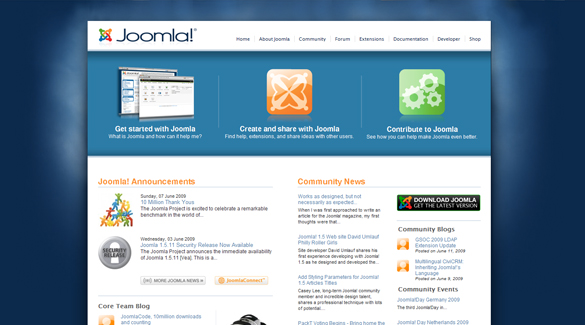 Joomla!®
Home
About Joomla
Community
Forum
Extensions
Documentation
Developer
Shop
Get started with Joomla
What is Joomla and how can it help me?
Create and share with Joomla
Find help, extensions, and share ideas with other users.
Contribute to Joomla
See how you can help make Joomla even better.
Joomla! Announcements
Sunday, 07 June 2009
10 Million Thank Yous
The Joomla Project is excited to celebrate a remarkable
benchmark in the world of...
SECURITY
RELEASE
Wednesday, 03 June 2009
Joomla 1.5.11 Security Release Now Available
The Joomla Project announces the immediate availability
of Joomla 1.5.11 [Vea]. This is a...
MORE JOOMLA NEWS »
JoomlaConnect
Core Team Blog
JoomlaCode, 10million downloads
and counting
Community News
Works as designed, but not
necessarily as expected...
When I was first approached to write an
article for the Joomla magazine, my first
thoughts were that...
Joomla! 1.5 Web site David Umlauf
Philly Roller Girls
Site developer David Umlauf shares his
first experience developing with Joomla!
1.5 as he designed and developed the...
Add Styling Parameters for Joomla!
1.5 Articles Titles
Casey Lee, long-term Joomla! community
member and incredible design talent,
shares a professional technique with lots
of potential...
PackT Voting Begins - Bring home the
DOWNLOAD JOOMLA
GET THE LATEST VERSION
Community Blogs
GSOC 2009 LDAP
Extension Update
Posted on June 11, 2009
Multilingual CiviCRM
inheriting Joomla's
Language
Posted on June 9, 2009
Community Events
Joomla!Day Germany 2009
The third Joomla!Day in...
Joomla! Day Netherlands 2009